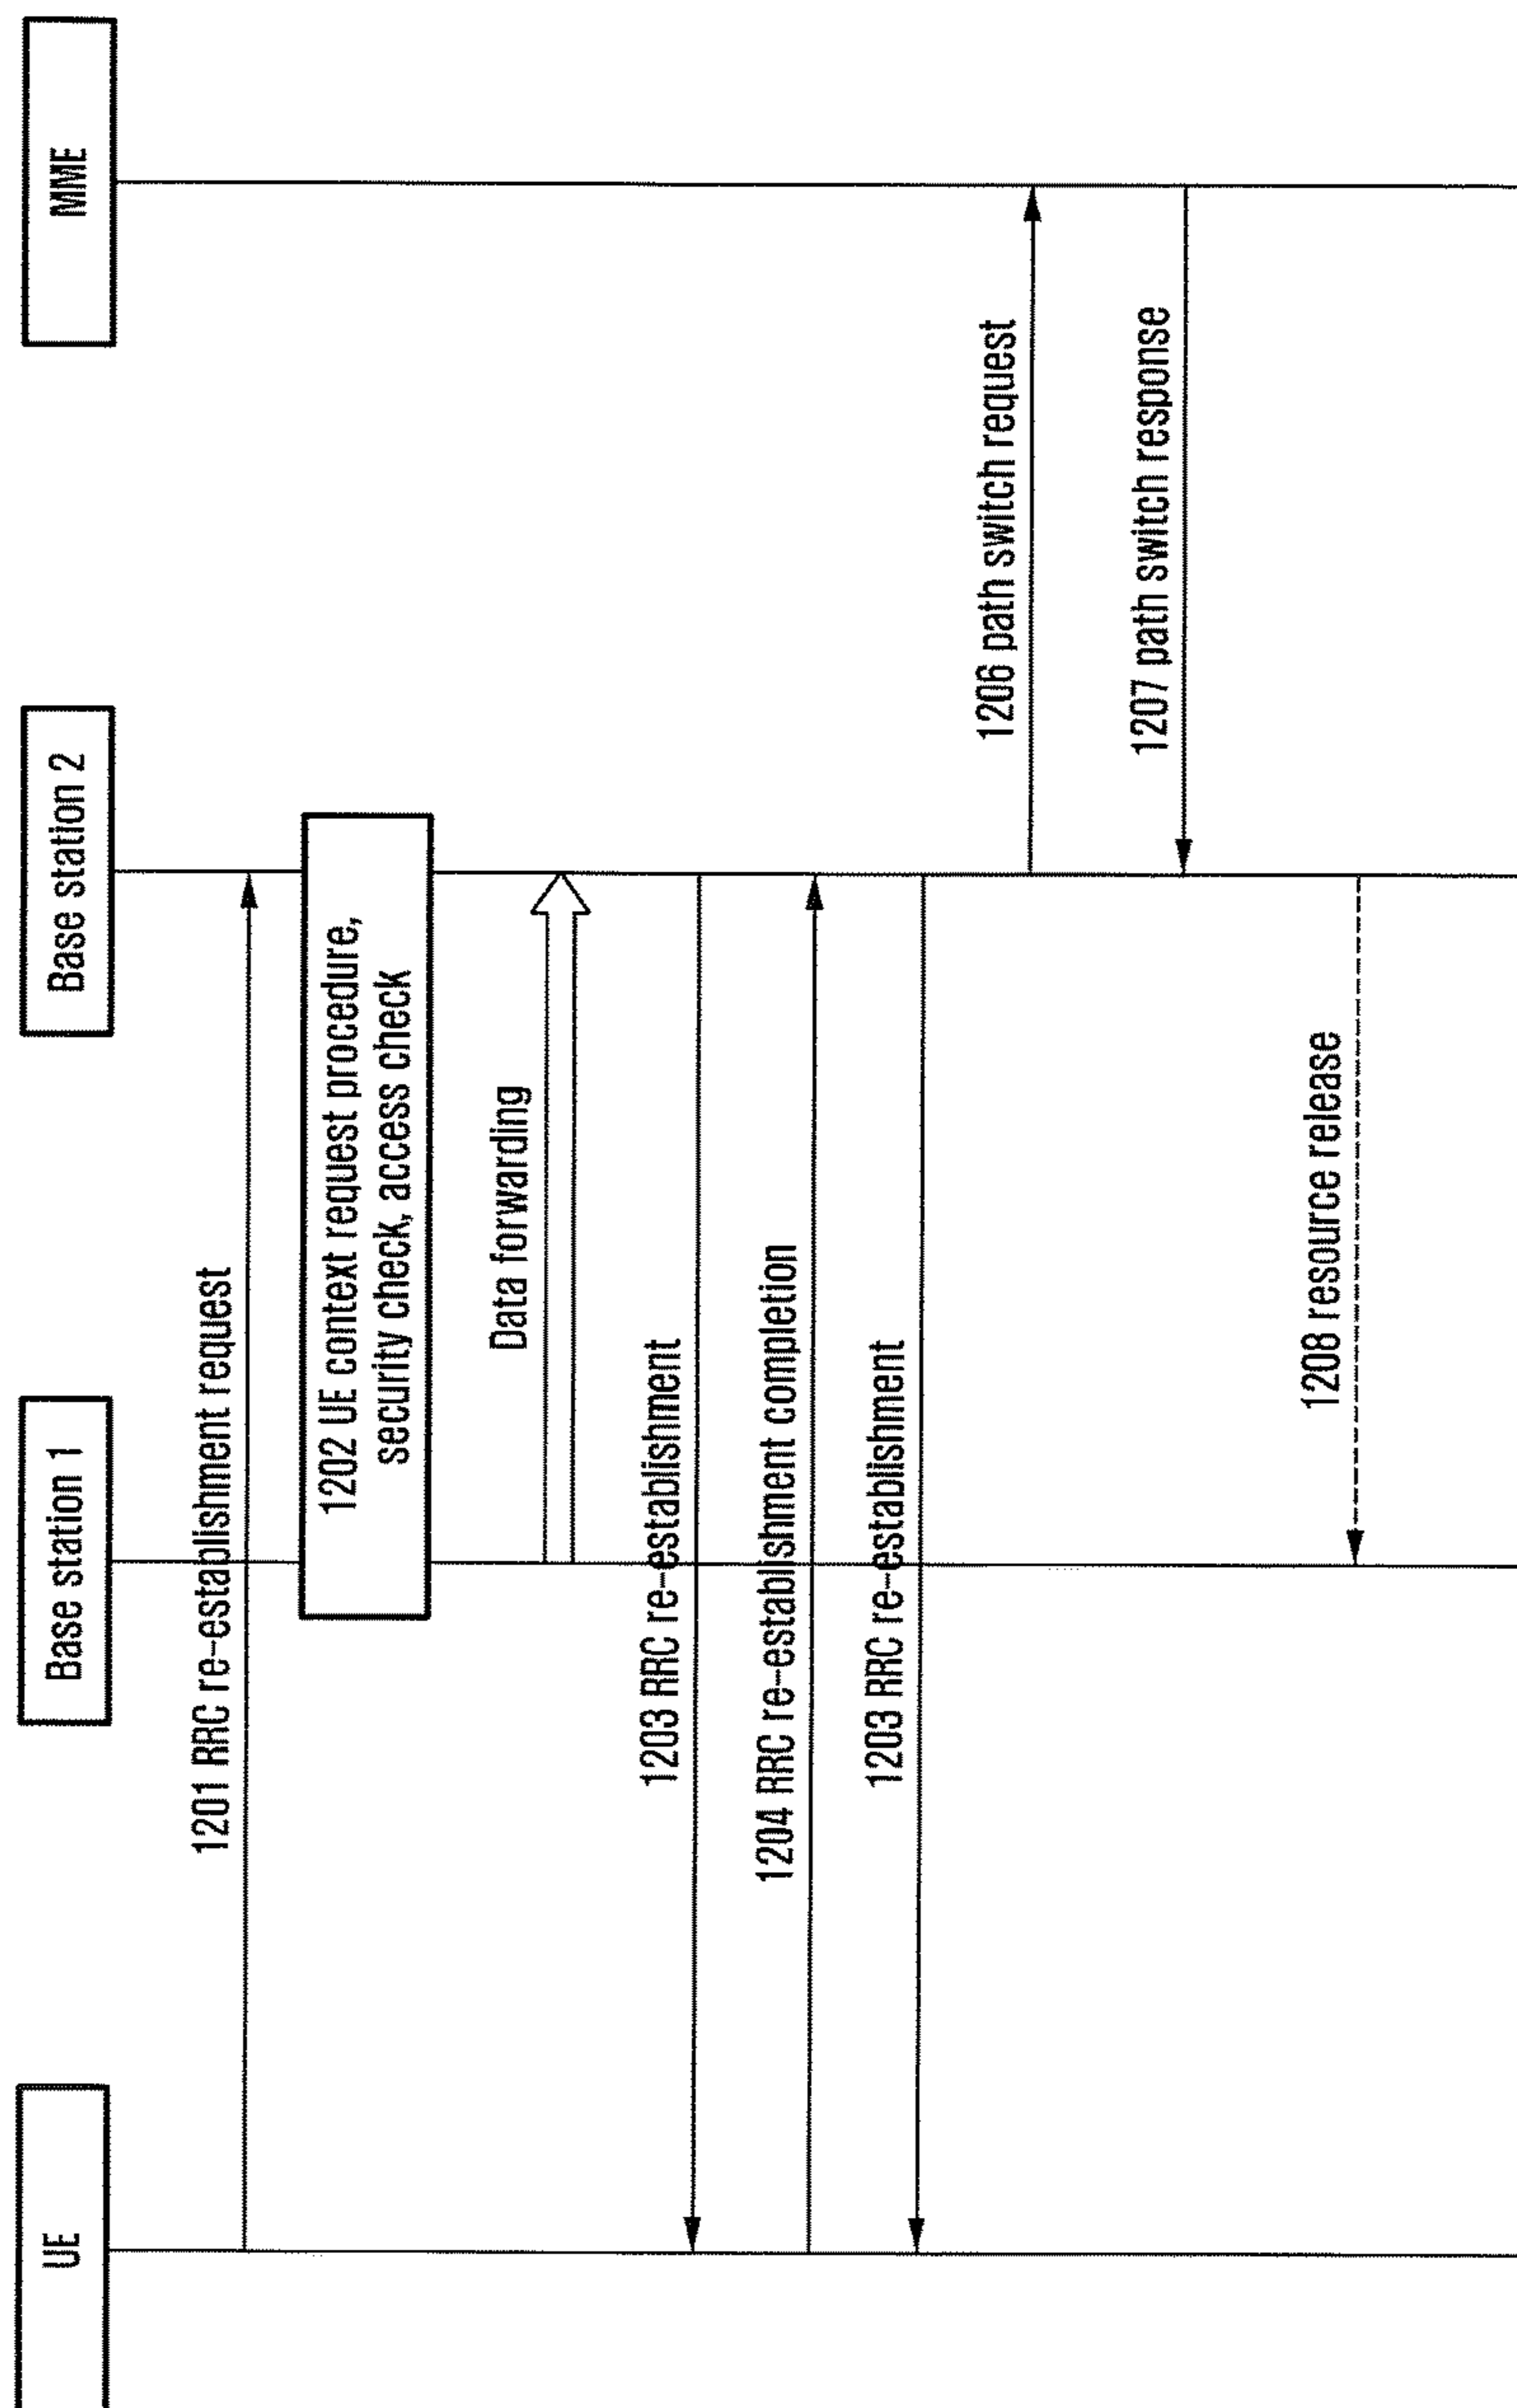 UE
Base station 1
Base station 2
MME
1201 RRC re-establishment request
1202 UE context request procedure,
security check, access check
Data forwarding
1203 RRC re-establishment
1204 RRC re-establishment completion
1203 RRC re-establishment
1206 path switch request
1207 path switch response
1208 resource release